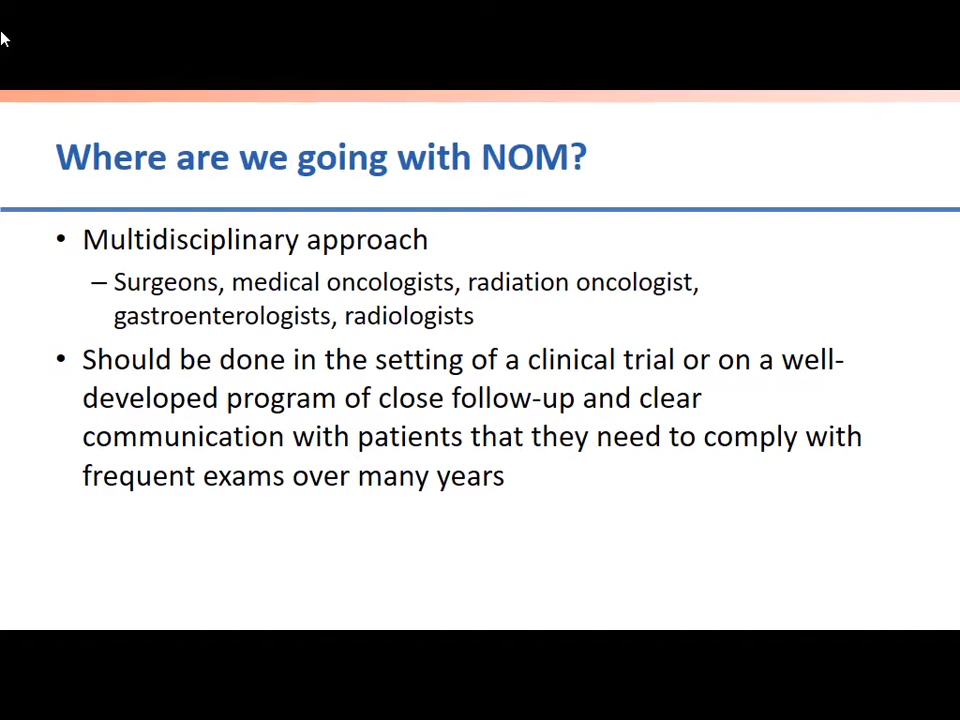 Where are we going with NOM?
• Multidisciplinary approach
– Surgeons, medical oncologists, radiation oncologist,
gastroenterologists, radiologists
• Should be done in the setting of a clinical trial or on a well-
developed program of close follow-up and clear
communication with patients that they need to comply with
frequent exams over many years